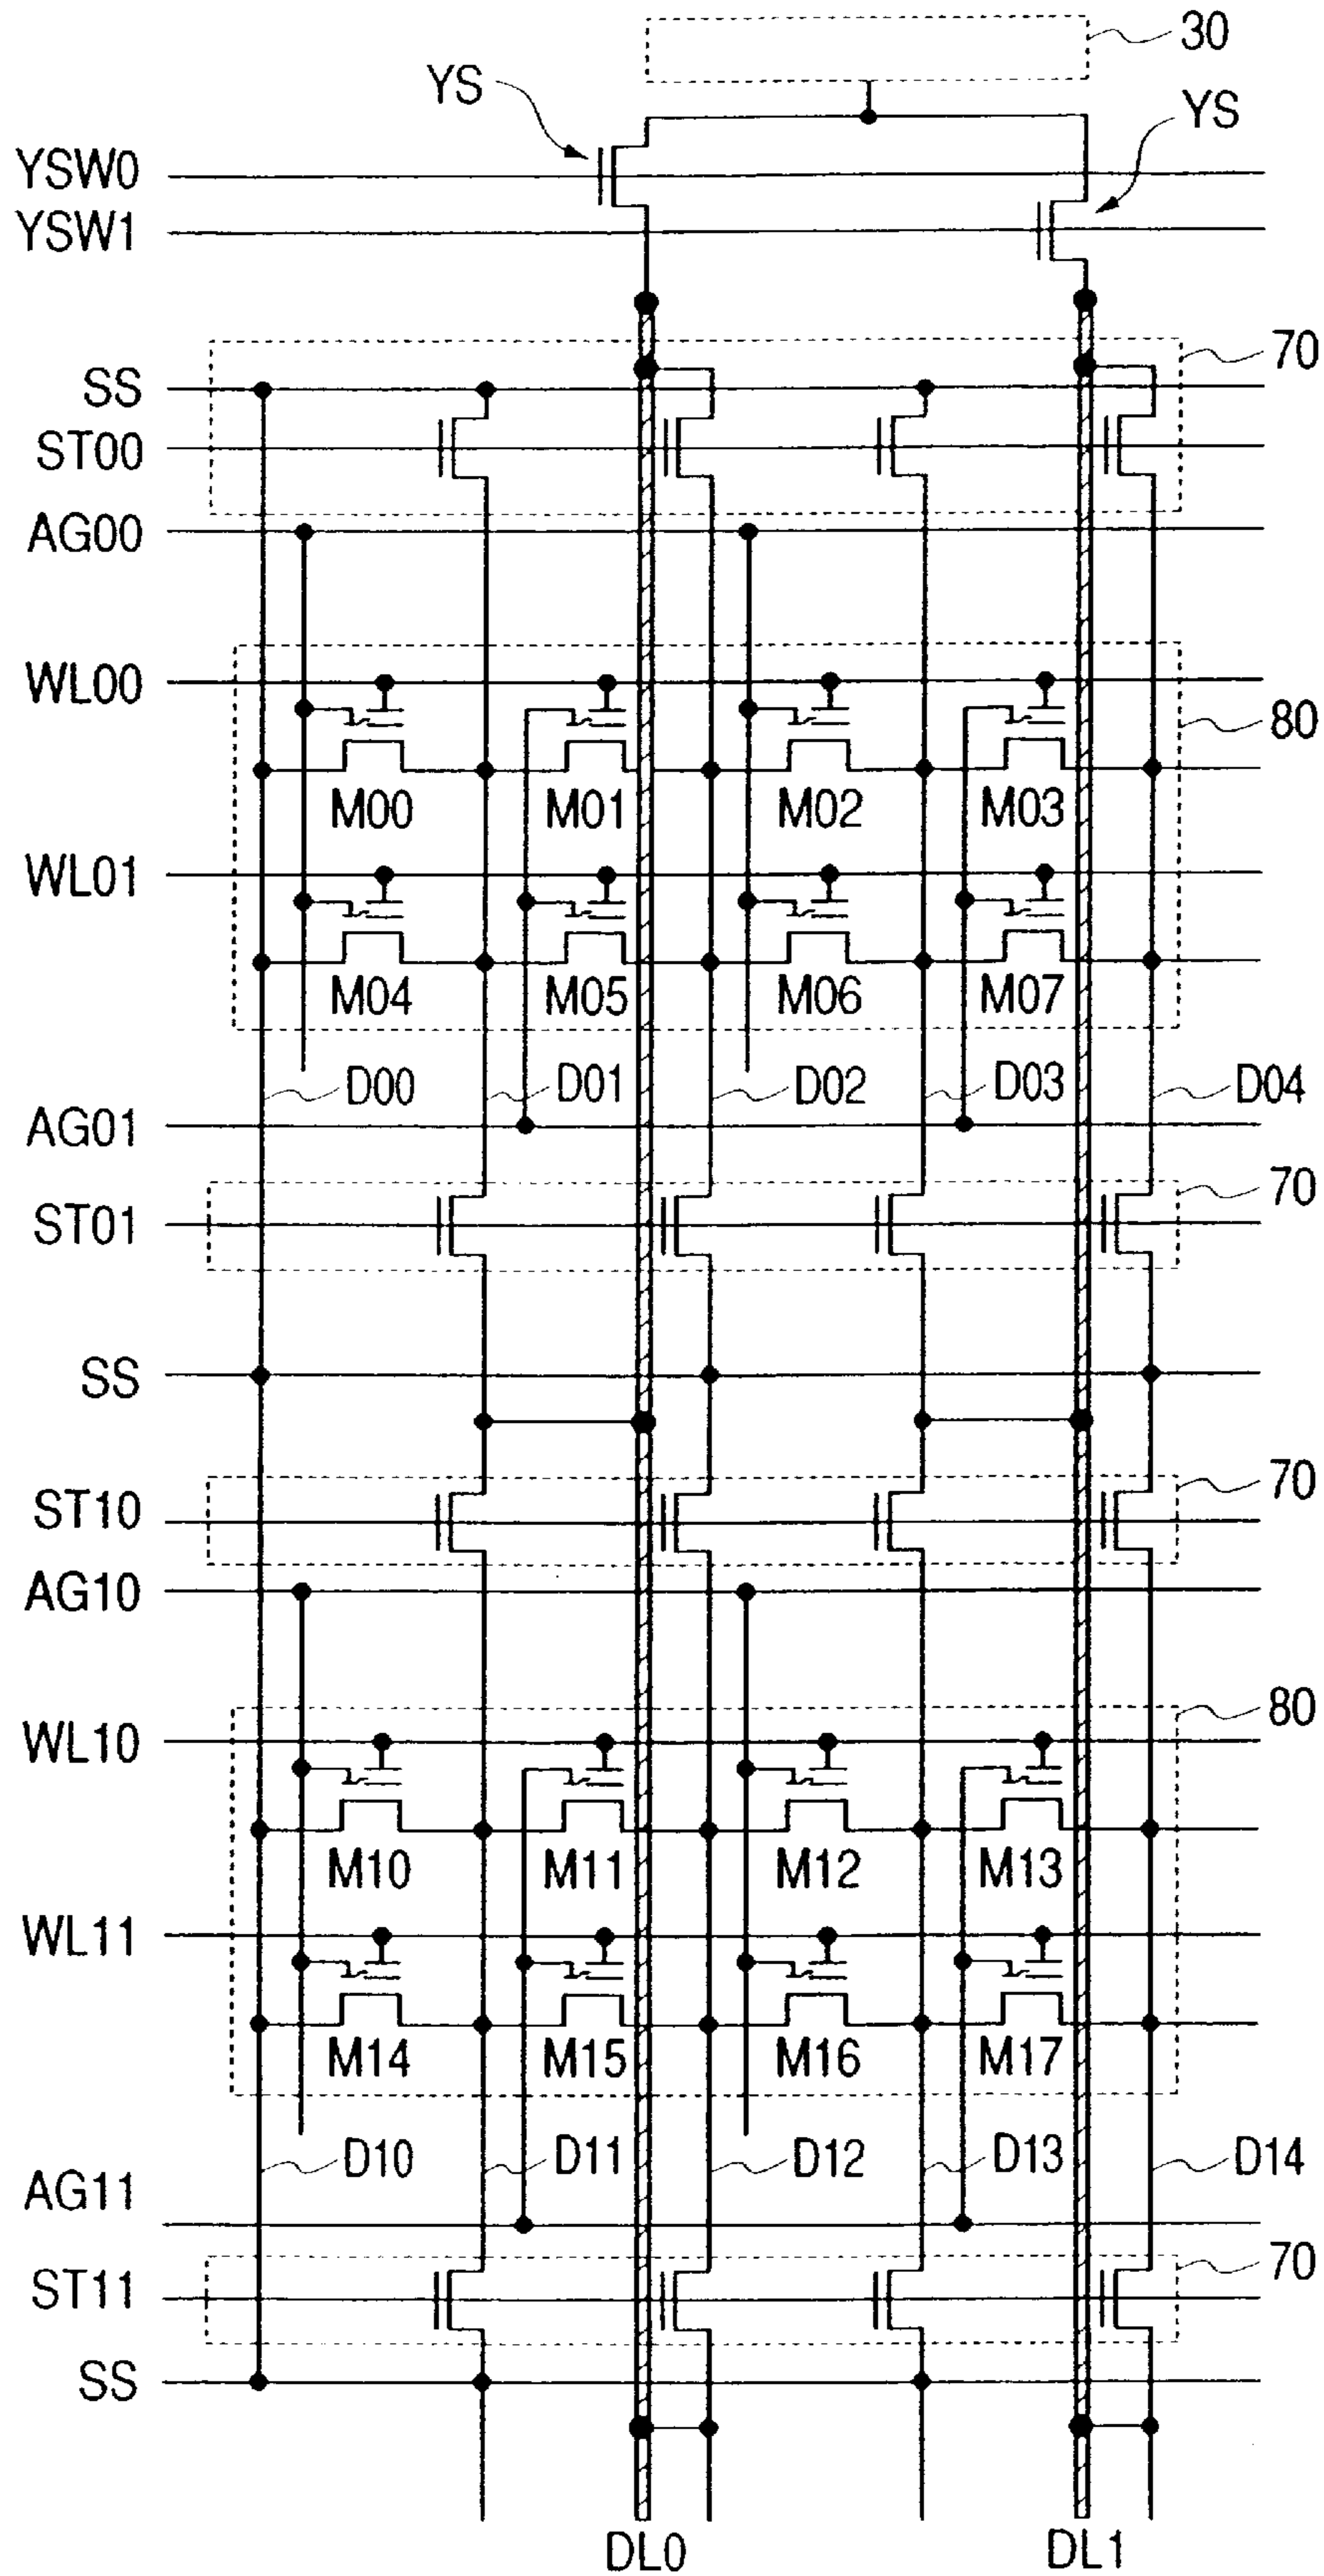 30
YS
YS
YSW0
YSW1
70
SS
ST00
AG00
WL00
80
M00 M01 M02 M03
WL01
M04 M05 M06 M07
D00 D01 D02 D03 D04
AG01
70
ST01
SS
70
ST10
AG10
80
WL10
M10 M11 M12 M13
WL11
M14 M15 M16 M17
D10 D11 D12 D13 D14
AG11
70
ST11
SS
DL0 DL1